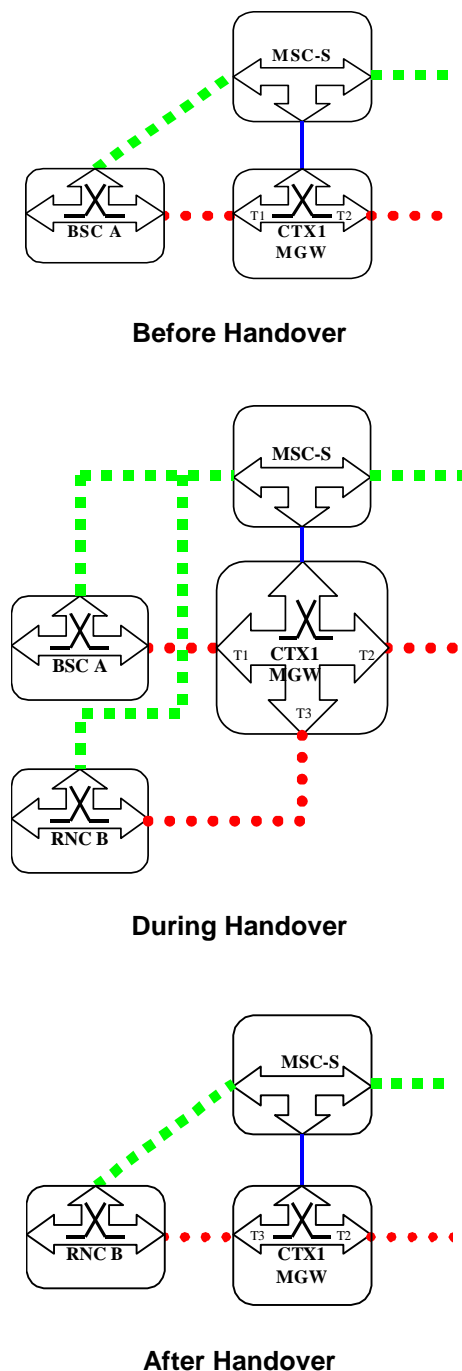 MSC-S
BSC A
T1
T2
CTX1
MGW
Before Handover
MSC-S
BSC A
T1
CTX1
T2
MGW
T3
RNC B
During Handover
MSC-S
RNC B
T3
T2
CTX1
MGW
After Handover